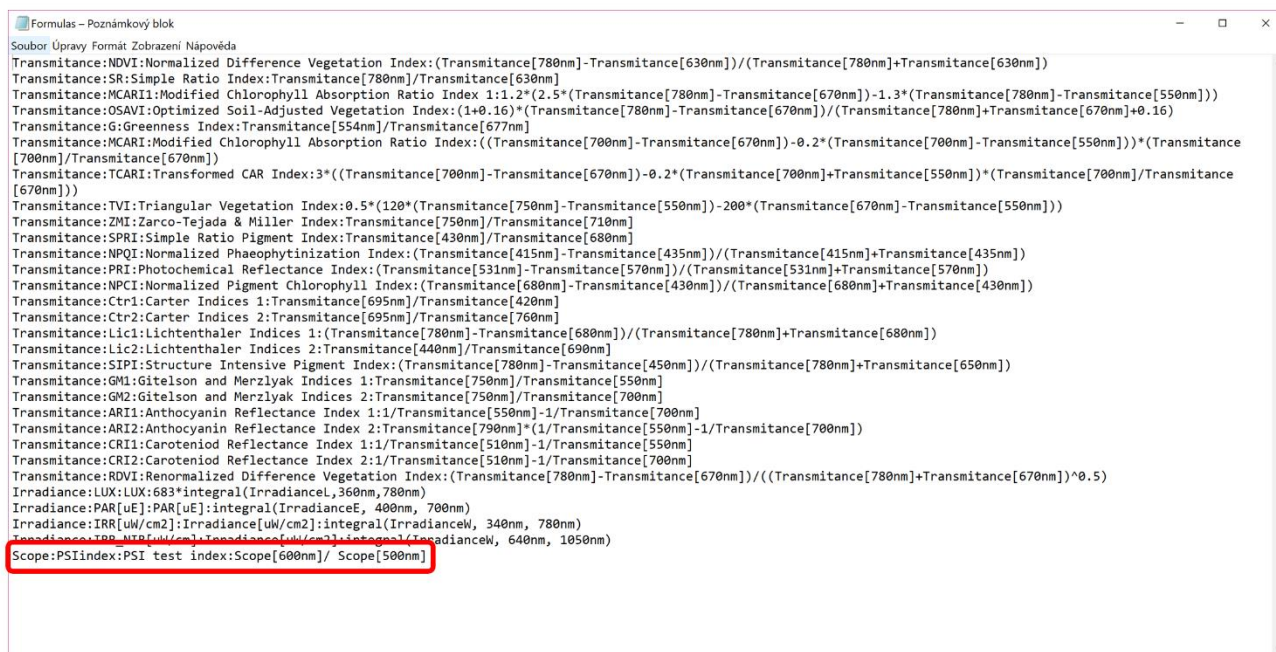 Formulas – Poznámkový blok
Soubor Úpravy Formát Zobrazení Nápověda
Transmitance:NDVI:Normalized Difference Vegetation Index:(Transmitance[780nm]-Transmitance[630nm])/(Transmitance[780nm]+Transmitance[630nm])
Transmitance:SR:Simple Ratio Index:Transmitance[780nm]/Transmitance[630nm]
Transmitance:MCARI1:Modified Chlorophyll Absorption Ratio Index 1:1.2*(2.5*(Transmitance[780nm]-Transmitance[670nm])-1.3*(Transmitance[780nm]-Transmitance[550nm]))
Transmitance:OSAVI:Optimized Soil-Adjusted Vegetation Index:(1+0.16)*(Transmitance[780nm]-Transmitance[670nm])/(Transmitance[780nm]+Transmitance[670nm]+0.16)
Transmitance:G:Greenness Index:Transmitance[554nm]/Transmitance[677nm]
Transmitance:MCARI:Modified Chlorophyll Absorption Ratio Index:((Transmitance[700nm]-Transmitance[670nm])-0.2*(Transmitance[700nm]-Transmitance[550nm]))*(Transmitance
[700nm]/Transmitance[670nm])
Transmitance:TCARI:Transformed CAR Index:3*((Transmitance[700nm]-Transmitance[670nm])-0.2*(Transmitance[700nm]+Transmitance[550nm])*(Transmitance[700nm]/Transmitance
[670nm]))
Transmitance:TVI:Triangular Vegetation Index:0.5*(120*(Transmitance[750nm]-Transmitance[550nm])-200*(Transmitance[670nm]-Transmitance[550nm]))
Transmitance:ZMI:Zarco-Tejada & Miller Index:Transmitance[750nm]/Transmitance[710nm]
Transmitance:SPRI:Simple Ratio Pigment Index:Transmitance[430nm]/Transmitance[680nm]
Transmitance:NPQI:Normalized Phaeophytinization Index:(Transmitance[415nm]-Transmitance[435nm])/(Transmitance[415nm]+Transmitance[435nm])
Transmitance:PRI:Photochemical Reflectance Index:(Transmitance[531nm]-Transmitance[570nm])/(Transmitance[531nm]+Transmitance[570nm])
Transmitance:NPCI:Normalized Pigment Chlorophyll Index:(Transmitance[680nm]-Transmitance[430nm])/(Transmitance[680nm]+Transmitance[430nm])
Transmitance:Ctr1:Carter Indices 1:Transmitance[695nm]/Transmitance[420nm]
Transmitance:Ctr2:Carter Indices 2:Transmitance[695nm]/Transmitance[760nm]
Transmitance:Lic1:Lichtenthaler Indices 1:(Transmitance[780nm]-Transmitance[680nm])/(Transmitance[780nm]+Transmitance[680nm])
Transmitance:Lic2:Lichtenthaler Indices 2:Transmitance[440nm]/Transmitance[690nm]
Transmitance:SIPI:Structure Intensive Pigment Index:(Transmitance[780nm]-Transmitance[450nm])/(Transmitance[780nm]+Transmitance[650nm])
Transmitance:GM1:Gitelson and Merzlyak Indices 1:Transmitance[750nm]/Transmitance[550nm]
Transmitance:GM2:Gitelson and Merzlyak Indices 2:Transmitance[750nm]/Transmitance[700nm]
Transmitance:ARI1:Anthocyanin Reflectance Index 1:1/Transmitance[550nm]-1/Transmitance[700nm]
Transmitance:ARI2:Anthocyanin Reflectance Index 2:Transmitance[790nm]*(1/Transmitance[550nm]-1/Transmitance[700nm])
Transmitance:CRI1:Caroteniod Reflectance Index 1:1/Transmitance[510nm]-1/Transmitance[550nm]
Transmitance:CRI2:Caroteniod Reflectance Index 2:1/Transmitance[510nm]-1/Transmitance[700nm]
Transmitance:RDVI:Renormalized Difference Vegetation Index:(Transmitance[780nm]-Transmitance[670nm])/((Transmitance[780nm]+Transmitance[670nm])^0.5)
Irradiance:LUX:LUX:683*integral(IrradianceL,360nm,780nm)
Irradiance:PAR[uE]:PAR[uE]:integral(IrradianceE, 400nm, 700nm)
Irradiance:IRR[uW/cm2]:Irradiance[uW/cm2]:integral(IrradianceW, 340nm, 780nm)
Irradiance:IRR_NIR[uW/cm]:Irradiance[uW/cm2]:integral(IrradianceW, 640nm, 1050nm)
Scope:PSIindex:PSI test index:Scope[600nm]/ Scope[500nm]